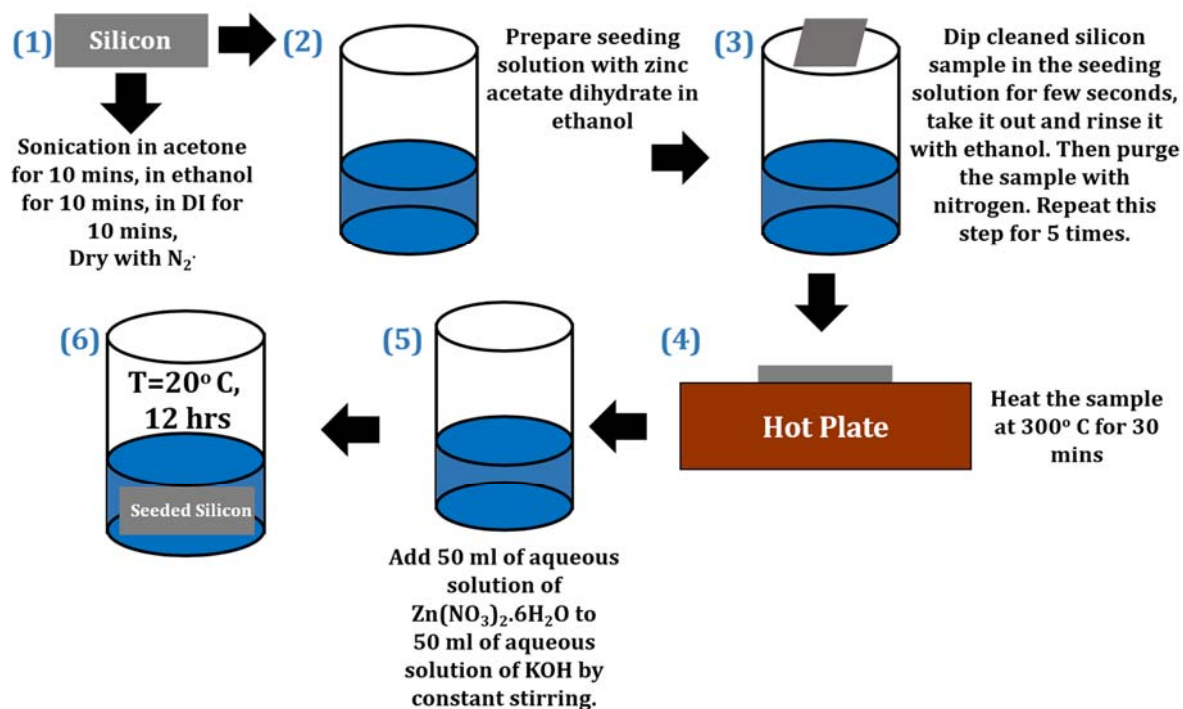 (1)
Silicon
Sonication in acetone
for 10 mins, in ethanol
for 10 mins, in DI for
10 mins,
Dry with N₂.
(2)
Prepare seeding
solution with zinc
acetate dihydrate in
ethanol
(3)
Dip cleaned silicon
sample in the seeding
solution for few seconds,
take it out and rinse it
with ethanol. Then purge
the sample with
nitrogen. Repeat this
step for 5 times.
(4)
Hot Plate
Heat the sample
at 300° C for 30
mins
(5)
Add 50 ml of aqueous
solution of
Zn(NO₃)₂.6H₂O to
50 ml of aqueous
solution of KOH by
constant stirring.
(6)
T=20° C,
12 hrs
Seeded Silicon